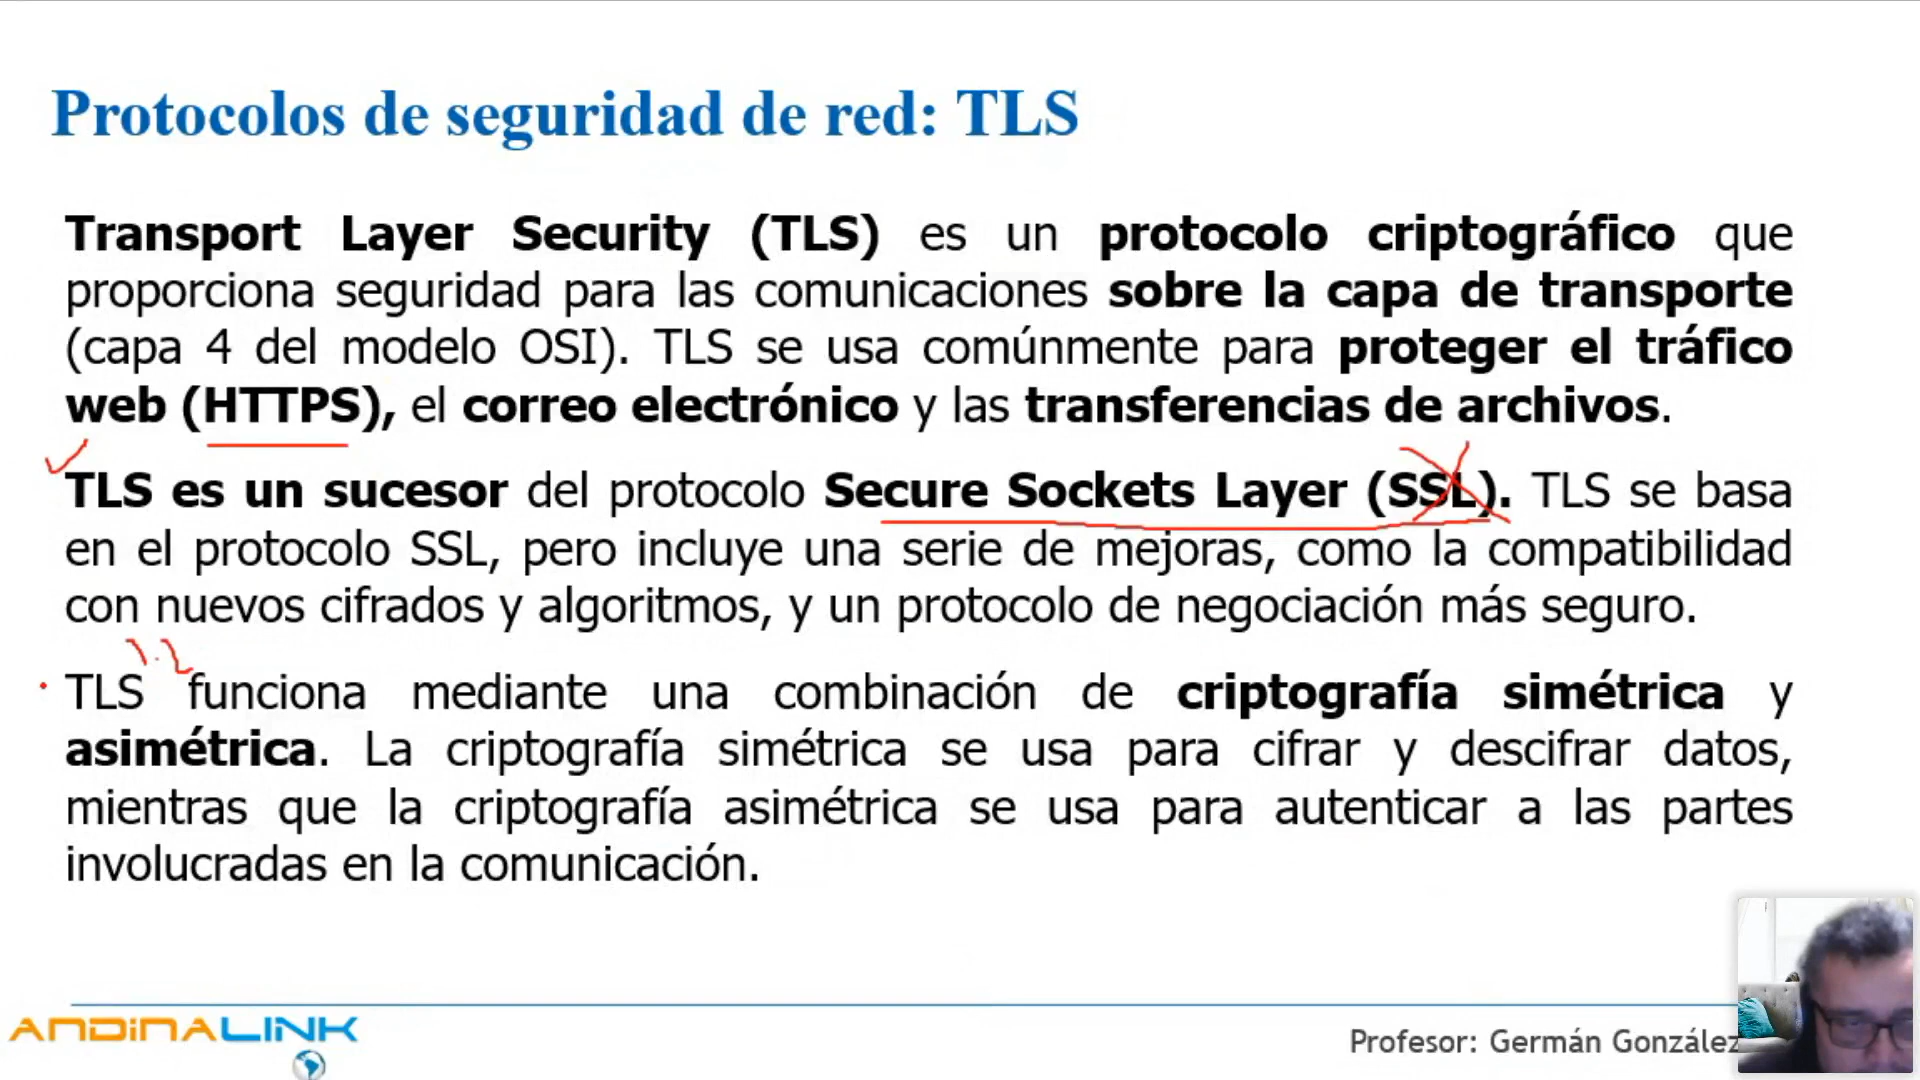 Protocolos de seguridad de red: TLS
Transport Layer Security (TLS) es un protocolo criptográfico que
proporciona seguridad para las comunicaciones sobre la capa de transporte
(capa 4 del modelo OSI). TLS se usa comúnmente para proteger el tráfico
web (HTTPS), el correo electrónico y las transferencias de archivos.
TLS es un sucesor del protocolo Secure Sockets Layer (SSL). TLS se basa
en el protocolo SSL, pero incluye una serie de mejoras, como la compatibilidad
con nuevos cifrados y algoritmos, y un protocolo de negociación más seguro.
TLS funciona mediante una combinación de criptografía simétrica y
asimétrica. La criptografía simétrica se usa para cifrar y descifrar datos,
mientras que la criptografía asimétrica se usa para autenticar a las partes
involucradas en la comunicación.
ANDINALINK
Profesor: Germán González